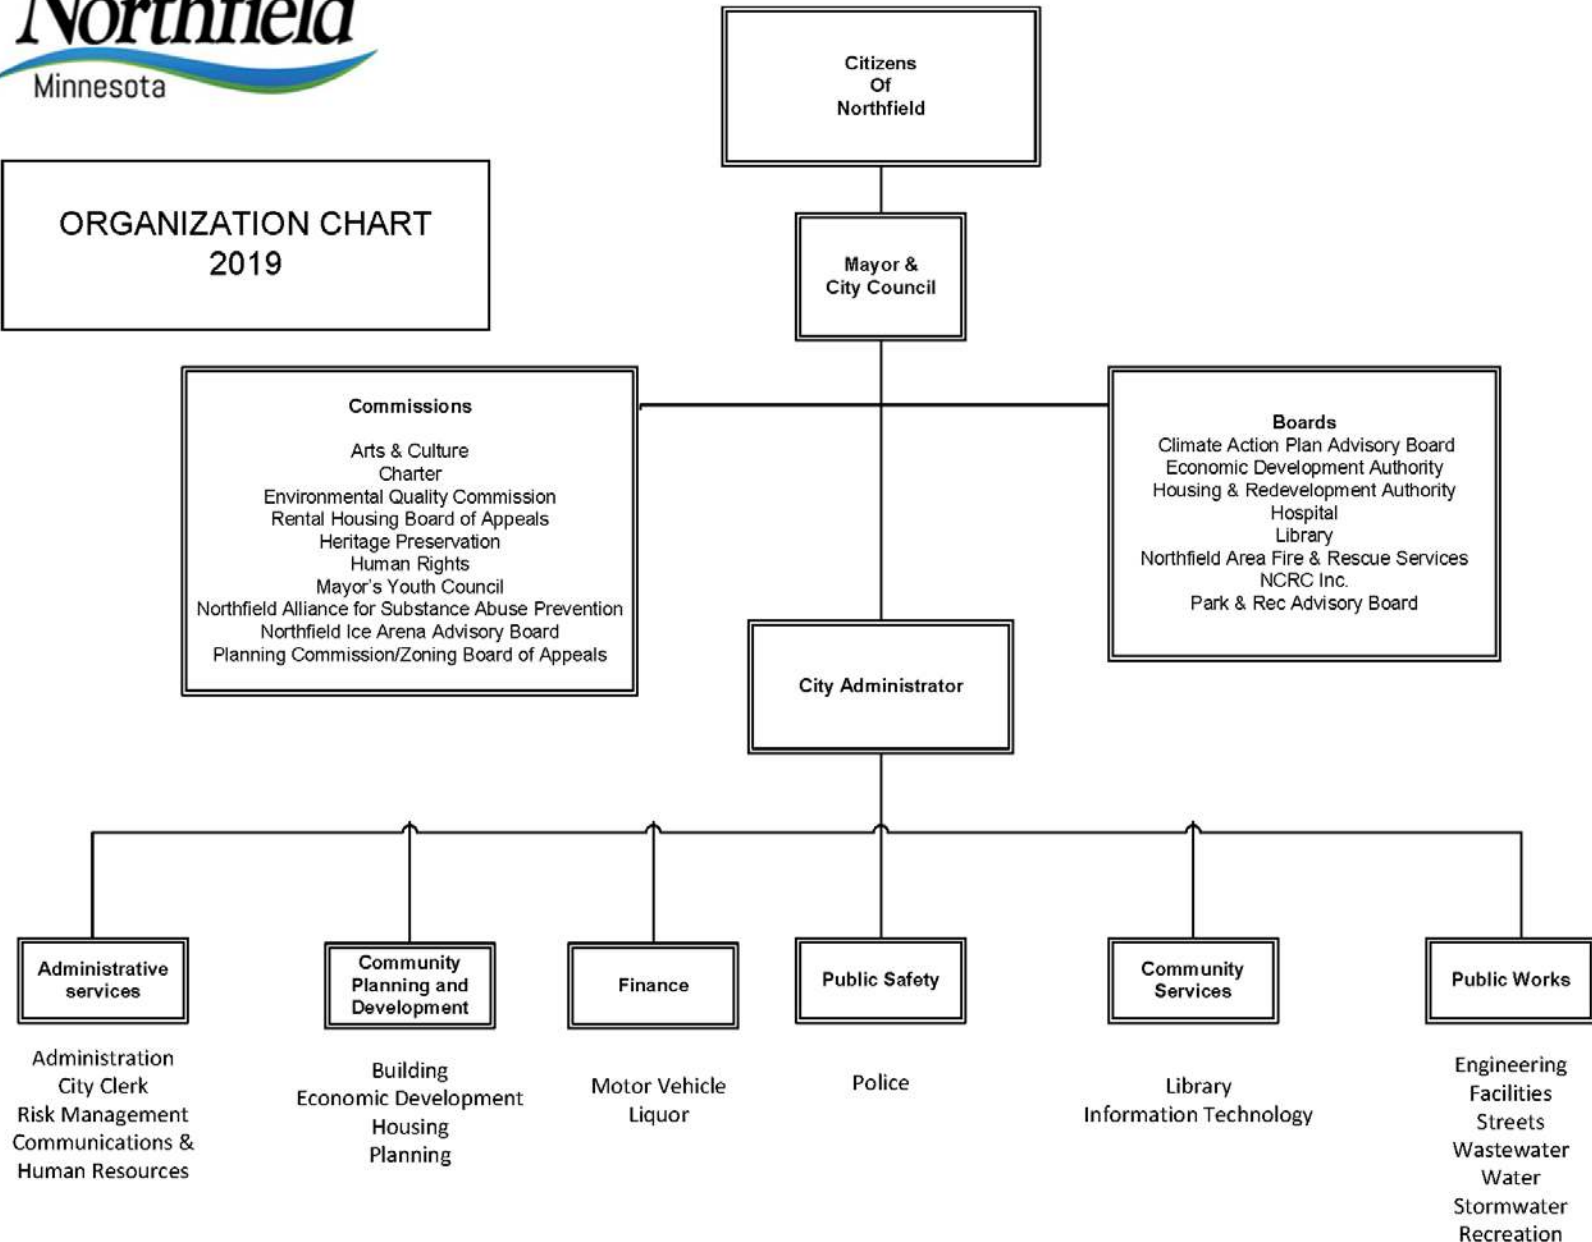 Northfield
Minnesota
ORGANIZATION CHART
2019
Citizens
Of
Northfield
Mayor &
City Council
Commissions
Arts & Culture
Charter
Environmental Quality Commission
Rental Housing Board of Appeals
Heritage Preservation
Human Rights
Mayor's Youth Council
Northfield Alliance for Substance Abuse Prevention
Northfield Ice Arena Advisory Board
Planning Commission/Zoning Board of Appeals
Boards
Climate Action Plan Advisory Board
Economic Development Authority
Housing & Redevelopment Authority
Hospital
Library
Northfield Area Fire & Rescue Services
NCRC Inc.
Park & Rec Advisory Board
City Administrator
Administrative
services
Administration
City Clerk
Risk Management
Communications &
Human Resources
Community
Planning and
Development
Building
Economic Development
Housing
Planning
Finance
Motor Vehicle
Liquor
Public Safety
Police
Community
Services
Library
Information Technology
Public Works
Engineering
Facilities
Streets
Wastewater
Water
Stormwater
Recreation